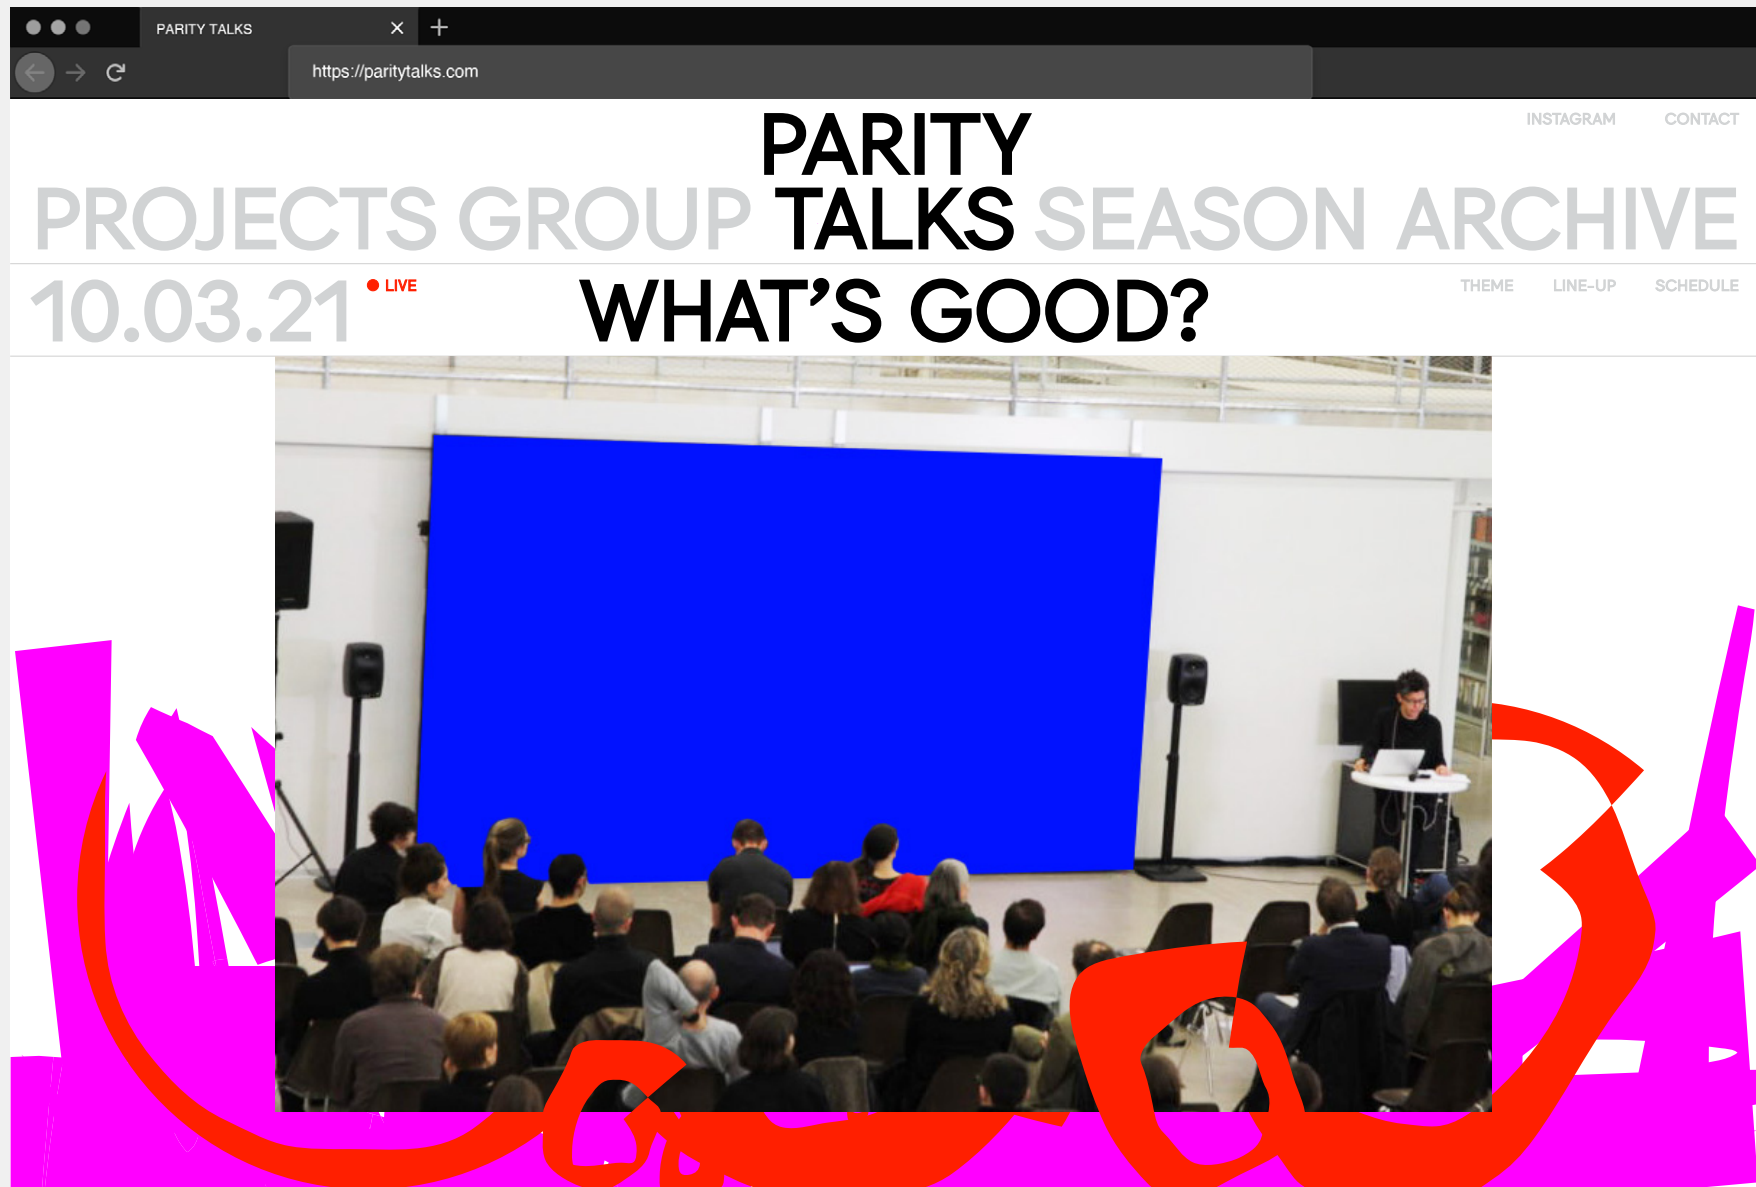 PARITY TALKS
https://paritytalks.com
PARITY
INSTAGRAM CONTACT
PROJECTS GROUP TALKS SEASON ARCHIVE
10.03.21 LIVE WHAT’S GOOD? THEME LINE-UP SCHEDULE